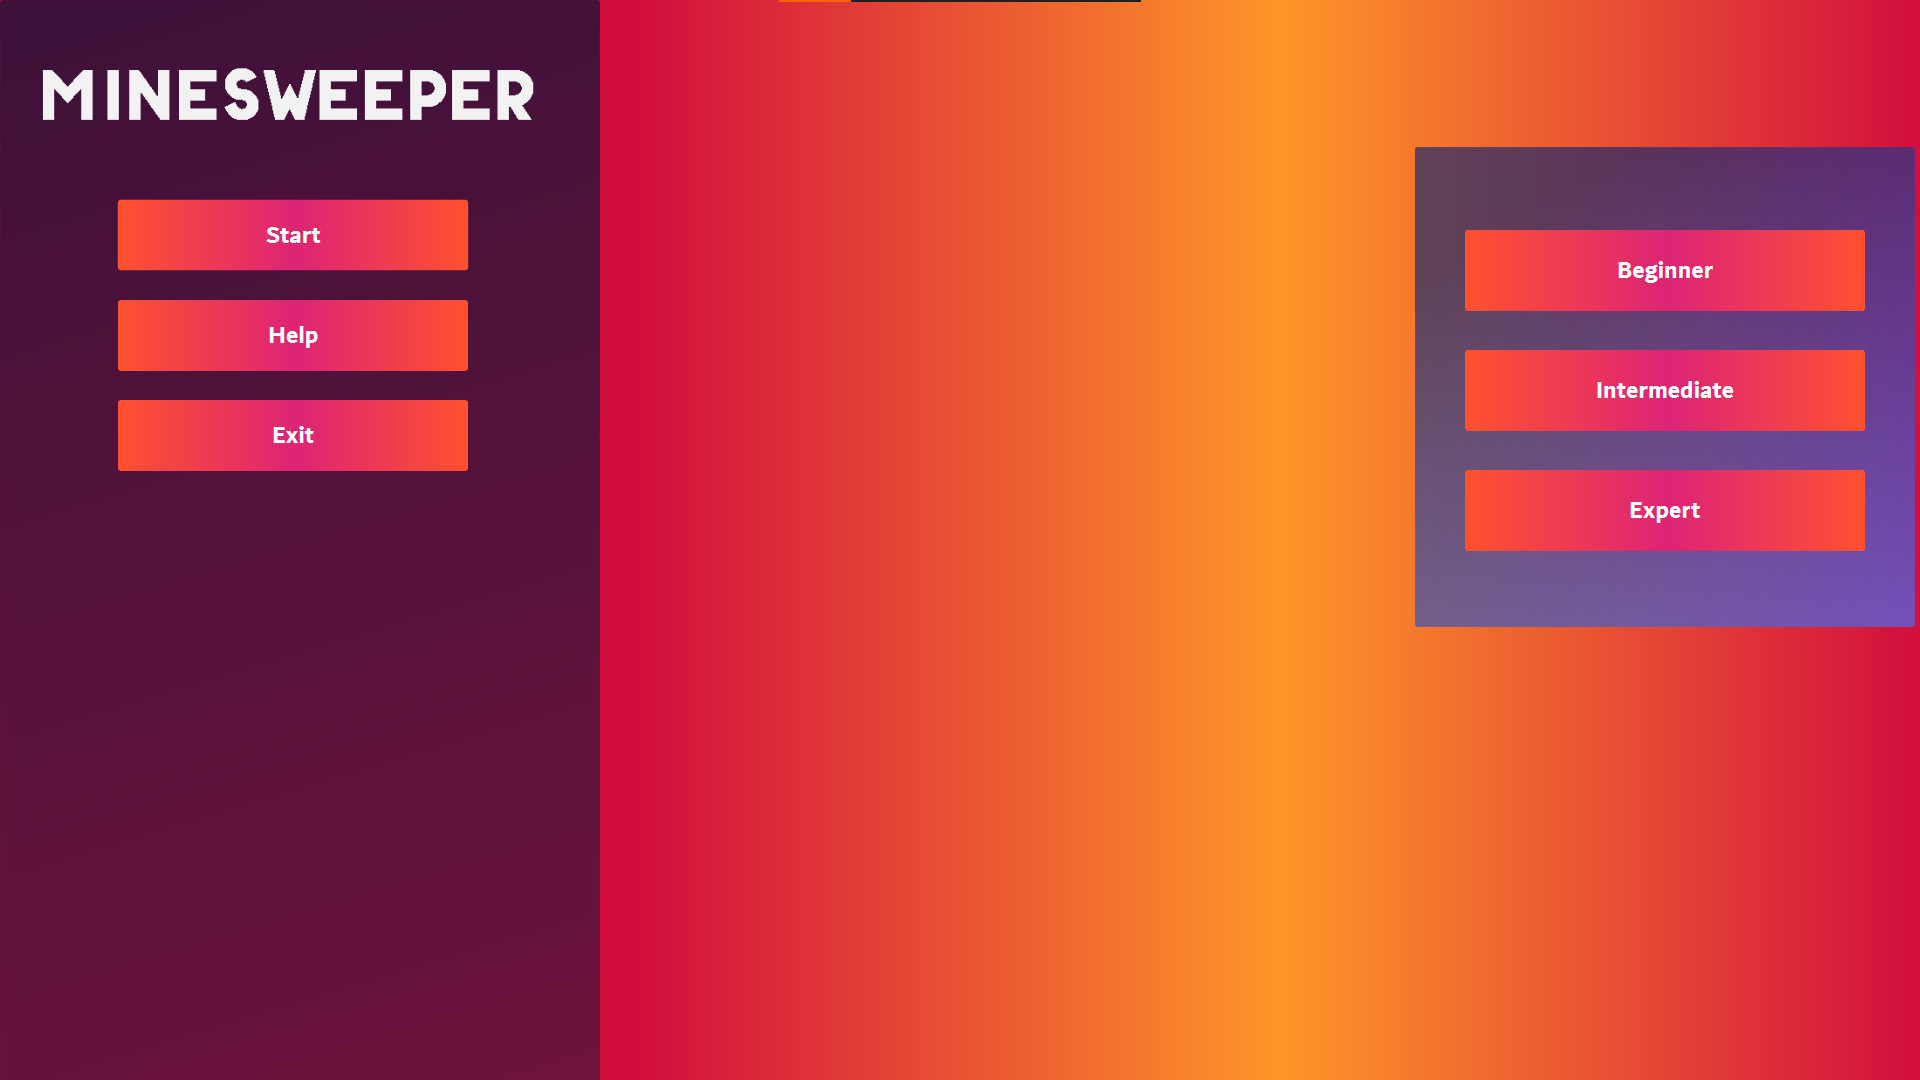 MINESWEEPER
Start
Help
Exit
Beginner
Intermediate
Expert